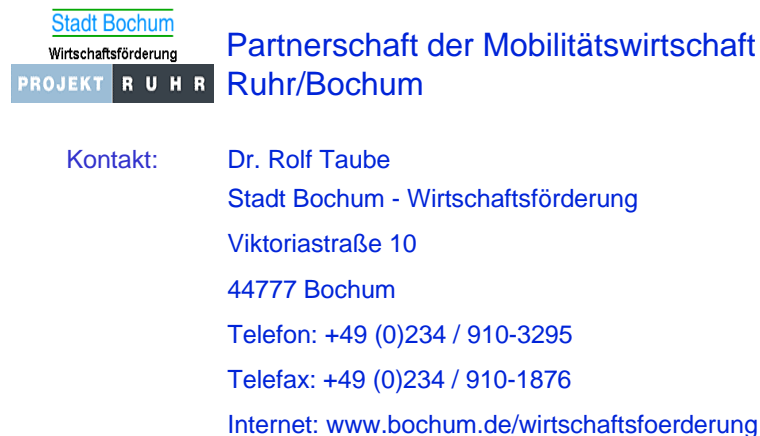 Stadt Bochum
Wirtschaftsförderung
PROJEKT RUHR
Partnerschaft der Mobilitätswirtschaft
Ruhr/Bochum
Kontakt: Dr. Rolf Taube
Stadt Bochum - Wirtschaftsförderung
Viktoriastraße 10
44777 Bochum
Telefon: +49 (0)234 / 910-3295
Telefax: +49 (0)234 / 910-1876
Internet: www.bochum.de/wirtschaftsfoerderung